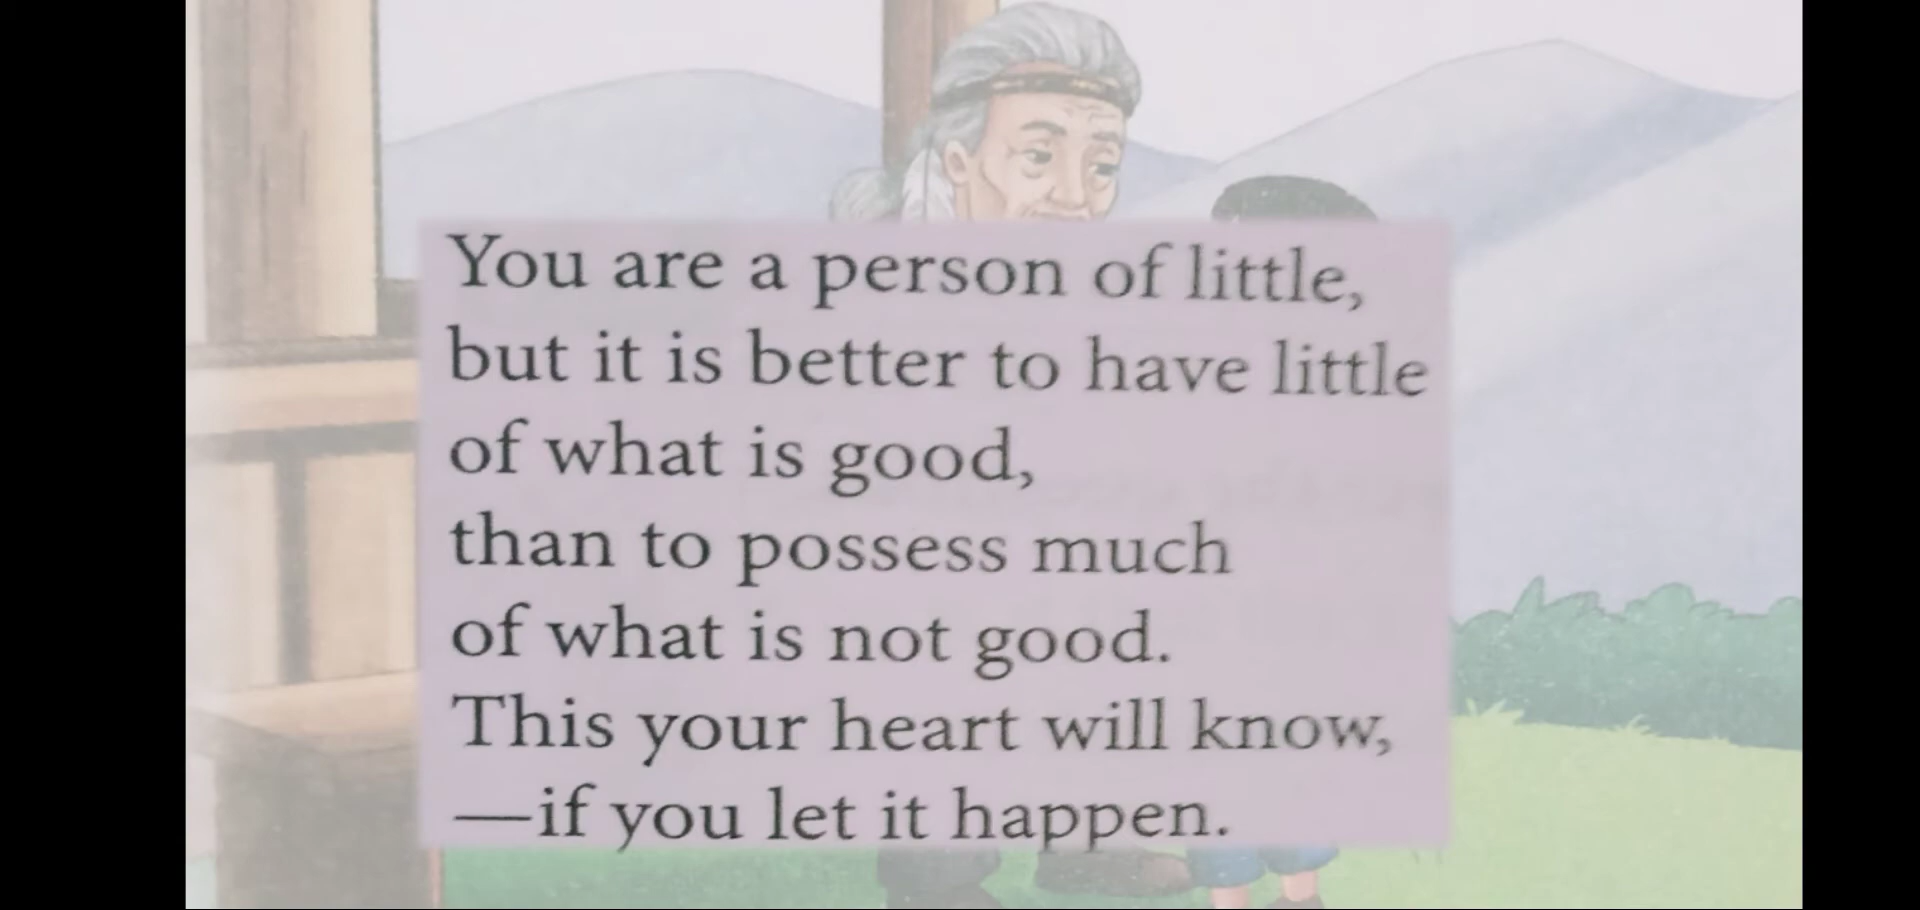 You are a person of little,
but it is better to have little
of what is good,
than to possess much
of what is not good.
This your heart will know,
—if you let it happen.